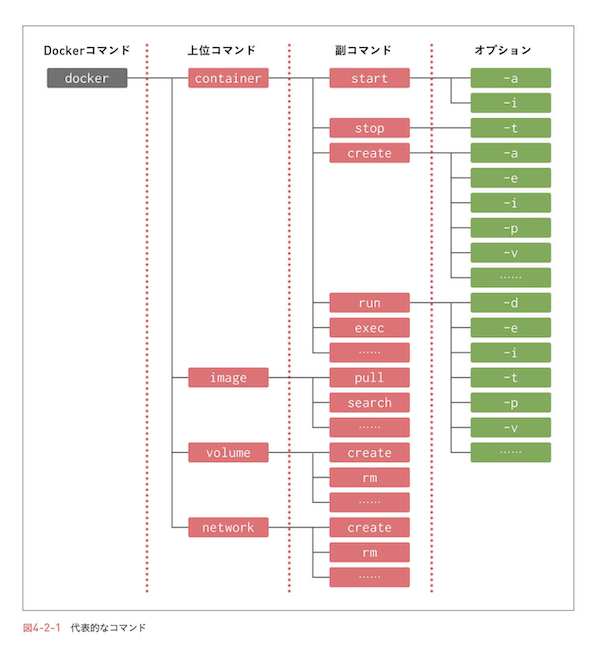 Dockerコマンド 上位コマンド 副コマンド オプション
docker container start -a
-i
stop -t
create -a
-e
-i
-p
-v
……
run -d
exec -e
…… -i
image pull -t
search -p
…… -v
volume create ……
rm
……
network create
rm
……
図4-2-1 代表的なコマンド